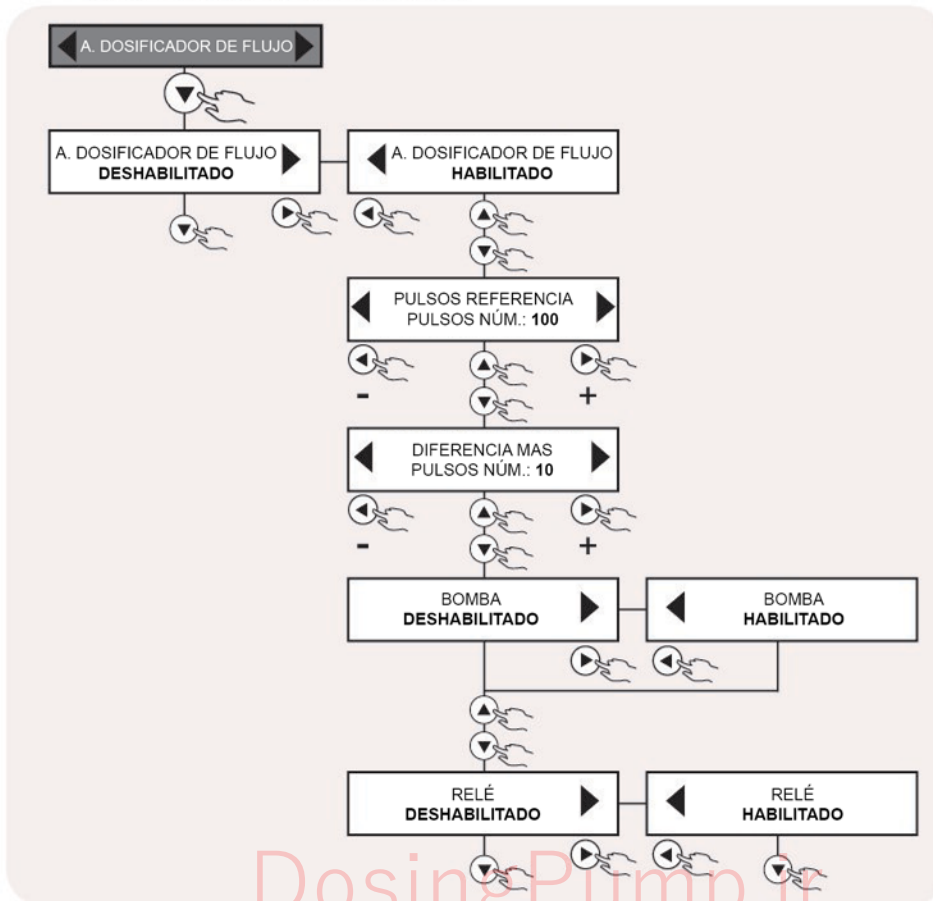 A. DOSIFICADOR DE FLUJO
A. DOSIFICADOR DE FLUJO
DESHABILITADO
A. DOSIFICADOR DE FLUJO
HABILITADO
PULSOS REFERENCIA
PULSOS NÚM.: 100
-
+
DIFERENCIA MAS
PULSOS NÚM.: 10
-
+
BOMBA
DESHABILITADO
BOMBA
HABILITADO
RELÉ
DESHABILITADO
RELÉ
HABILITADO
DosingPump.ir